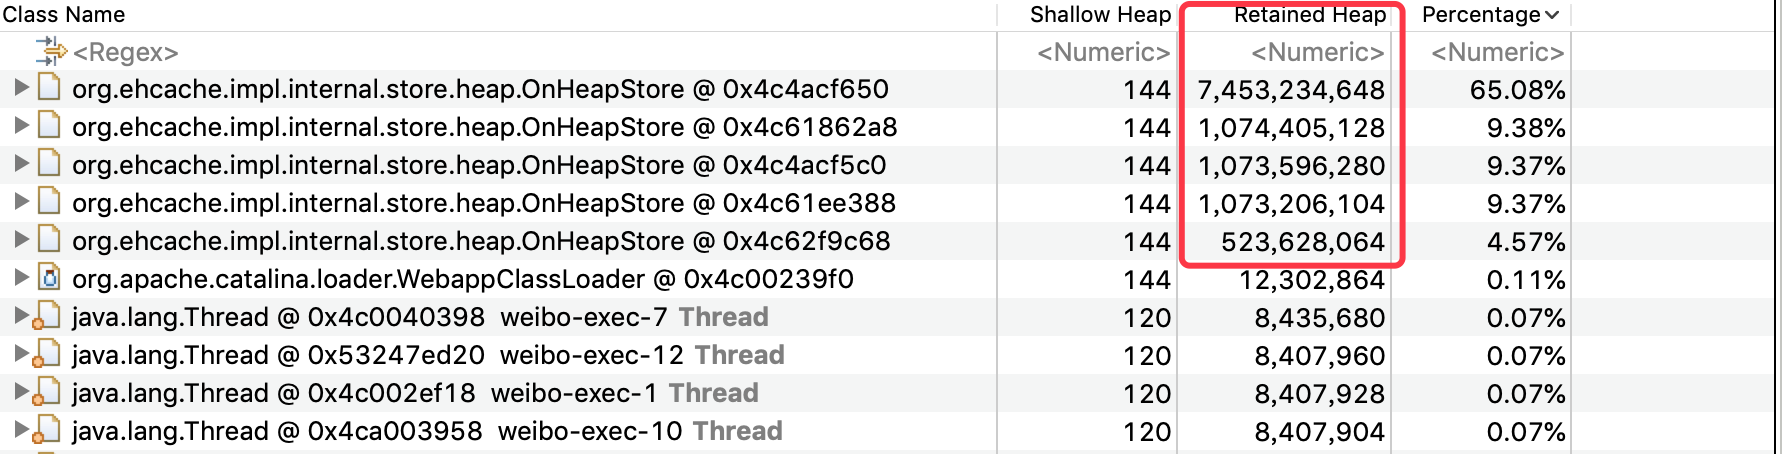 Class Name Shallow Heap Retained Heap Percentage
<Regex> <Numeric> <Numeric> <Numeric>
org.ehcache.impl.internal.store.heap.OnHeapStore @ 0x4c4acf650 144 7,453,234,648 65.08%
org.ehcache.impl.internal.store.heap.OnHeapStore @ 0x4c61862a8 144 1,074,405,128 9.38%
org.ehcache.impl.internal.store.heap.OnHeapStore @ 0x4c4acf5c0 144 1,073,596,280 9.37%
org.ehcache.impl.internal.store.heap.OnHeapStore @ 0x4c61ee388 144 1,073,206,104 9.37%
org.ehcache.impl.internal.store.heap.OnHeapStore @ 0x4c62f9c68 144 523,628,064 4.57%
org.apache.catalina.loader.WebappClassLoader @ 0x4c00239f0 144 12,302,864 0.11%
java.lang.Thread @ 0x4c0040398 weibo-exec-7 Thread 120 8,435,680 0.07%
java.lang.Thread @ 0x53247ed20 weibo-exec-12 Thread 120 8,407,960 0.07%
java.lang.Thread @ 0x4c002ef18 weibo-exec-1 Thread 120 8,407,928 0.07%
java.lang.Thread @ 0x4ca003958 weibo-exec-10 Thread 120 8,407,904 0.07%